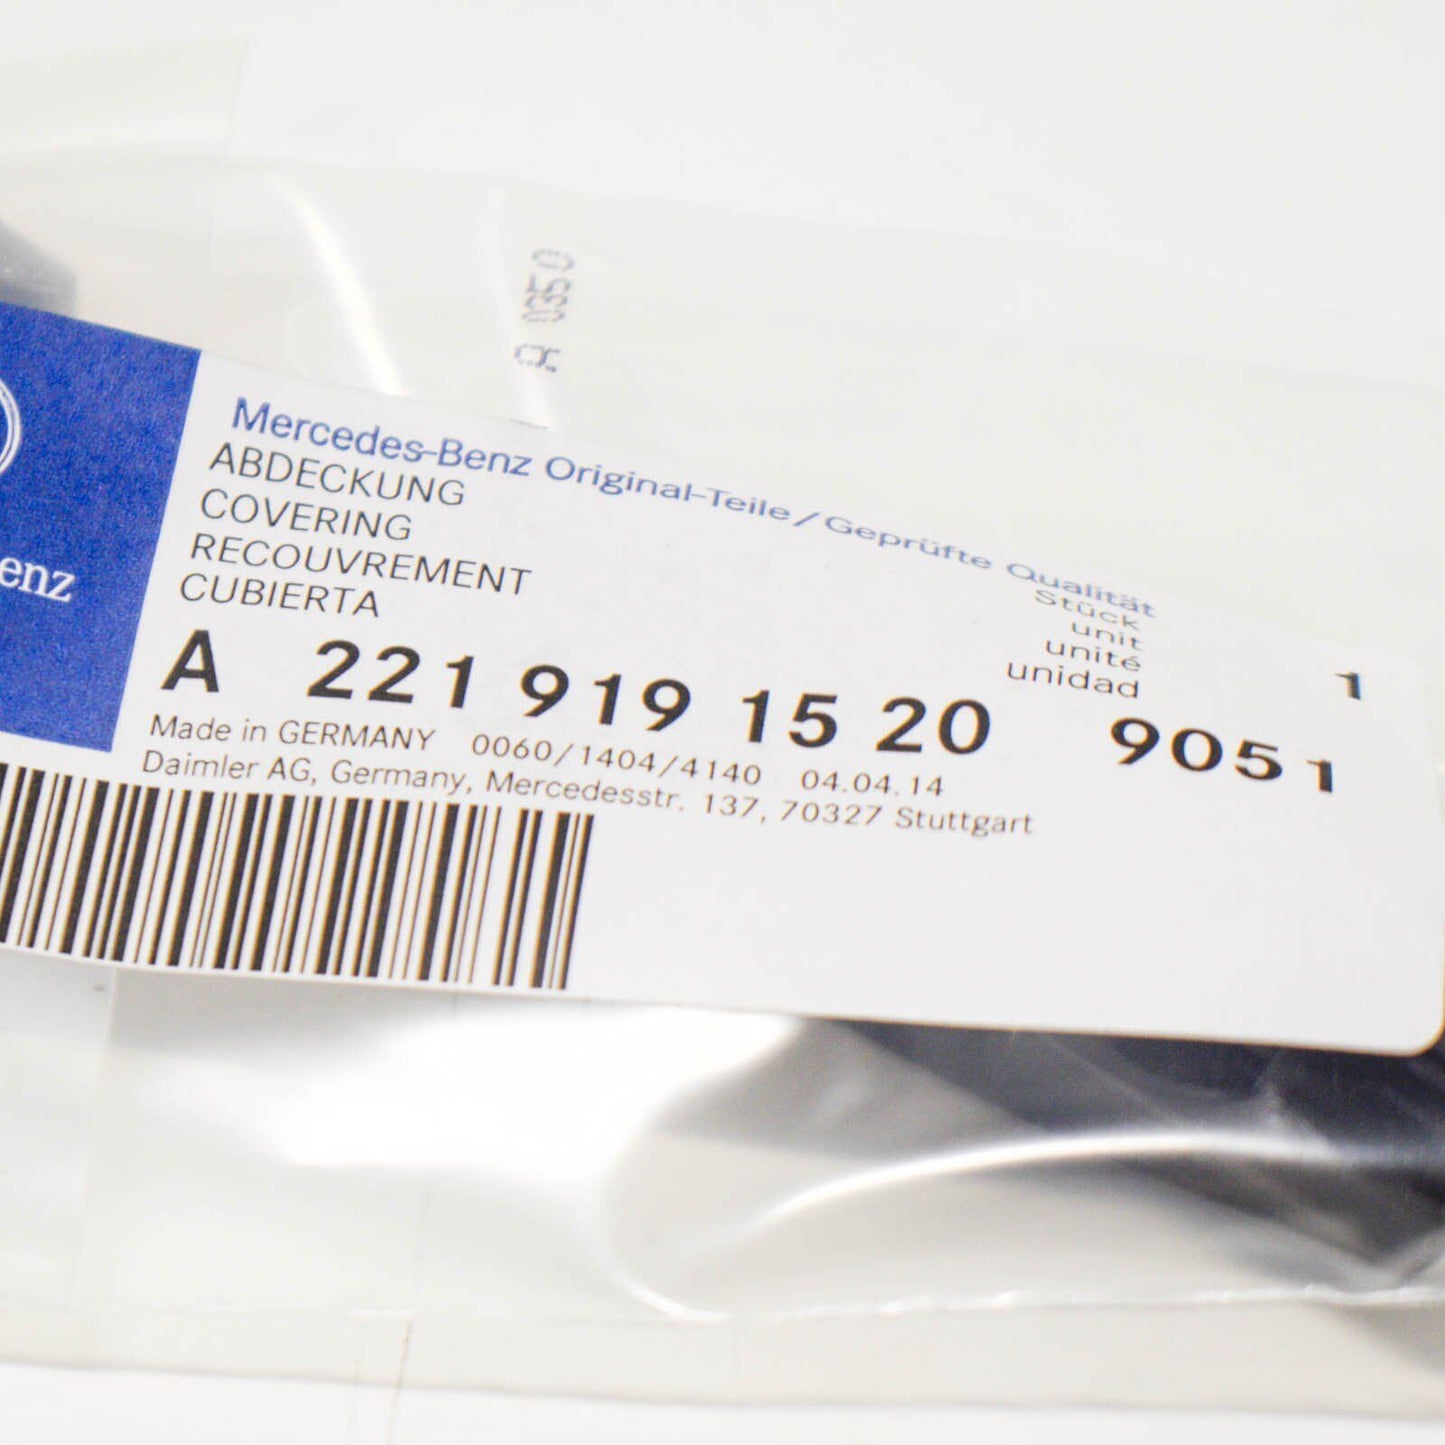 Mercedes-Benz Original-Teile/Geprüfte Qualität
ABDECKUNG
COVERING
RECOUVREMENT
CUBIERTA
Stück
unit
unité
unidad
1
A 221 919 15 20 9051
Made in GERMANY 0060/1404/4140 04.04.14
Daimler AG, Germany, Mercedesstr. 137, 70327 Stuttgart
enz